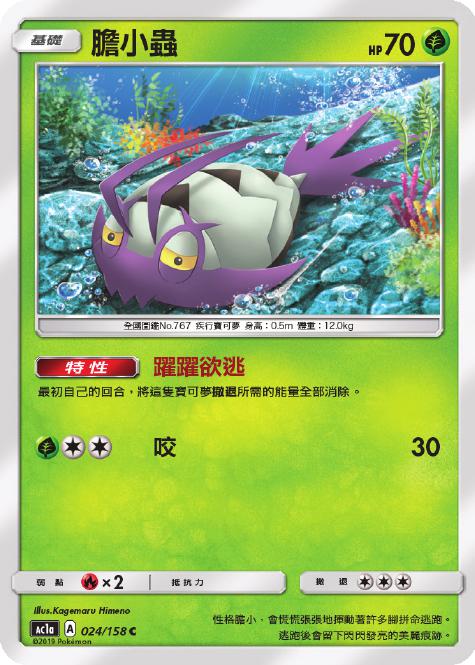 基礎 膽小蟲 HP70
全國圖鑑No.767 疾行寶可夢 身高：0.5m 體重：12.0kg
特性 躍躍欲逃
最初自己的回合，將這隻寶可夢撤退所需的能量全部消除。
咬 30
弱點 ×2 抵抗力 撤退
Illus.Kagemaru Himeno
AC1a A 024/158 C
©2019 Pokémon
性格膽小，會慌慌張張地揮動著許多腳拼命逃跑。
逃跑後會留下閃閃發亮的美麗痕跡。